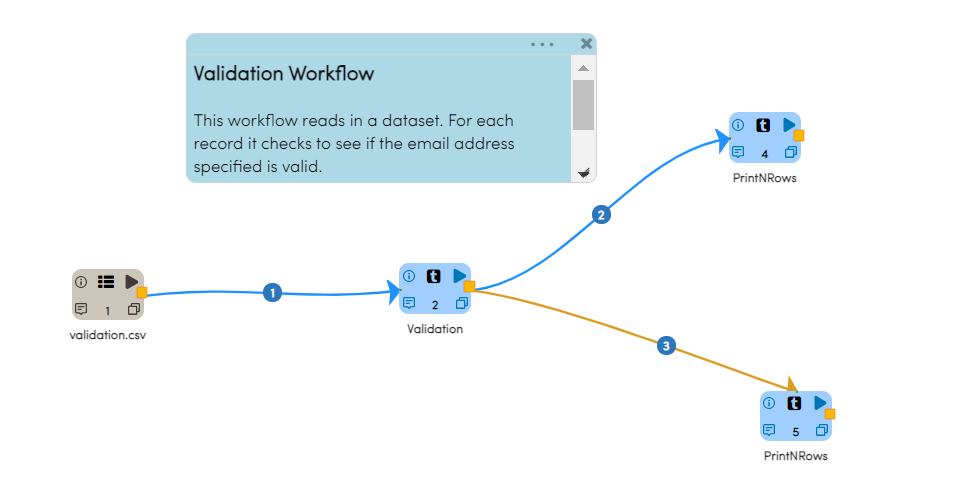 Validation Workflow
This workflow reads in a dataset. For each
record it checks to see if the email address
specified is valid.
t
4
PrintNRows
2
1
validation.csv
1
t
2
Validation
3
t
5
PrintNRows